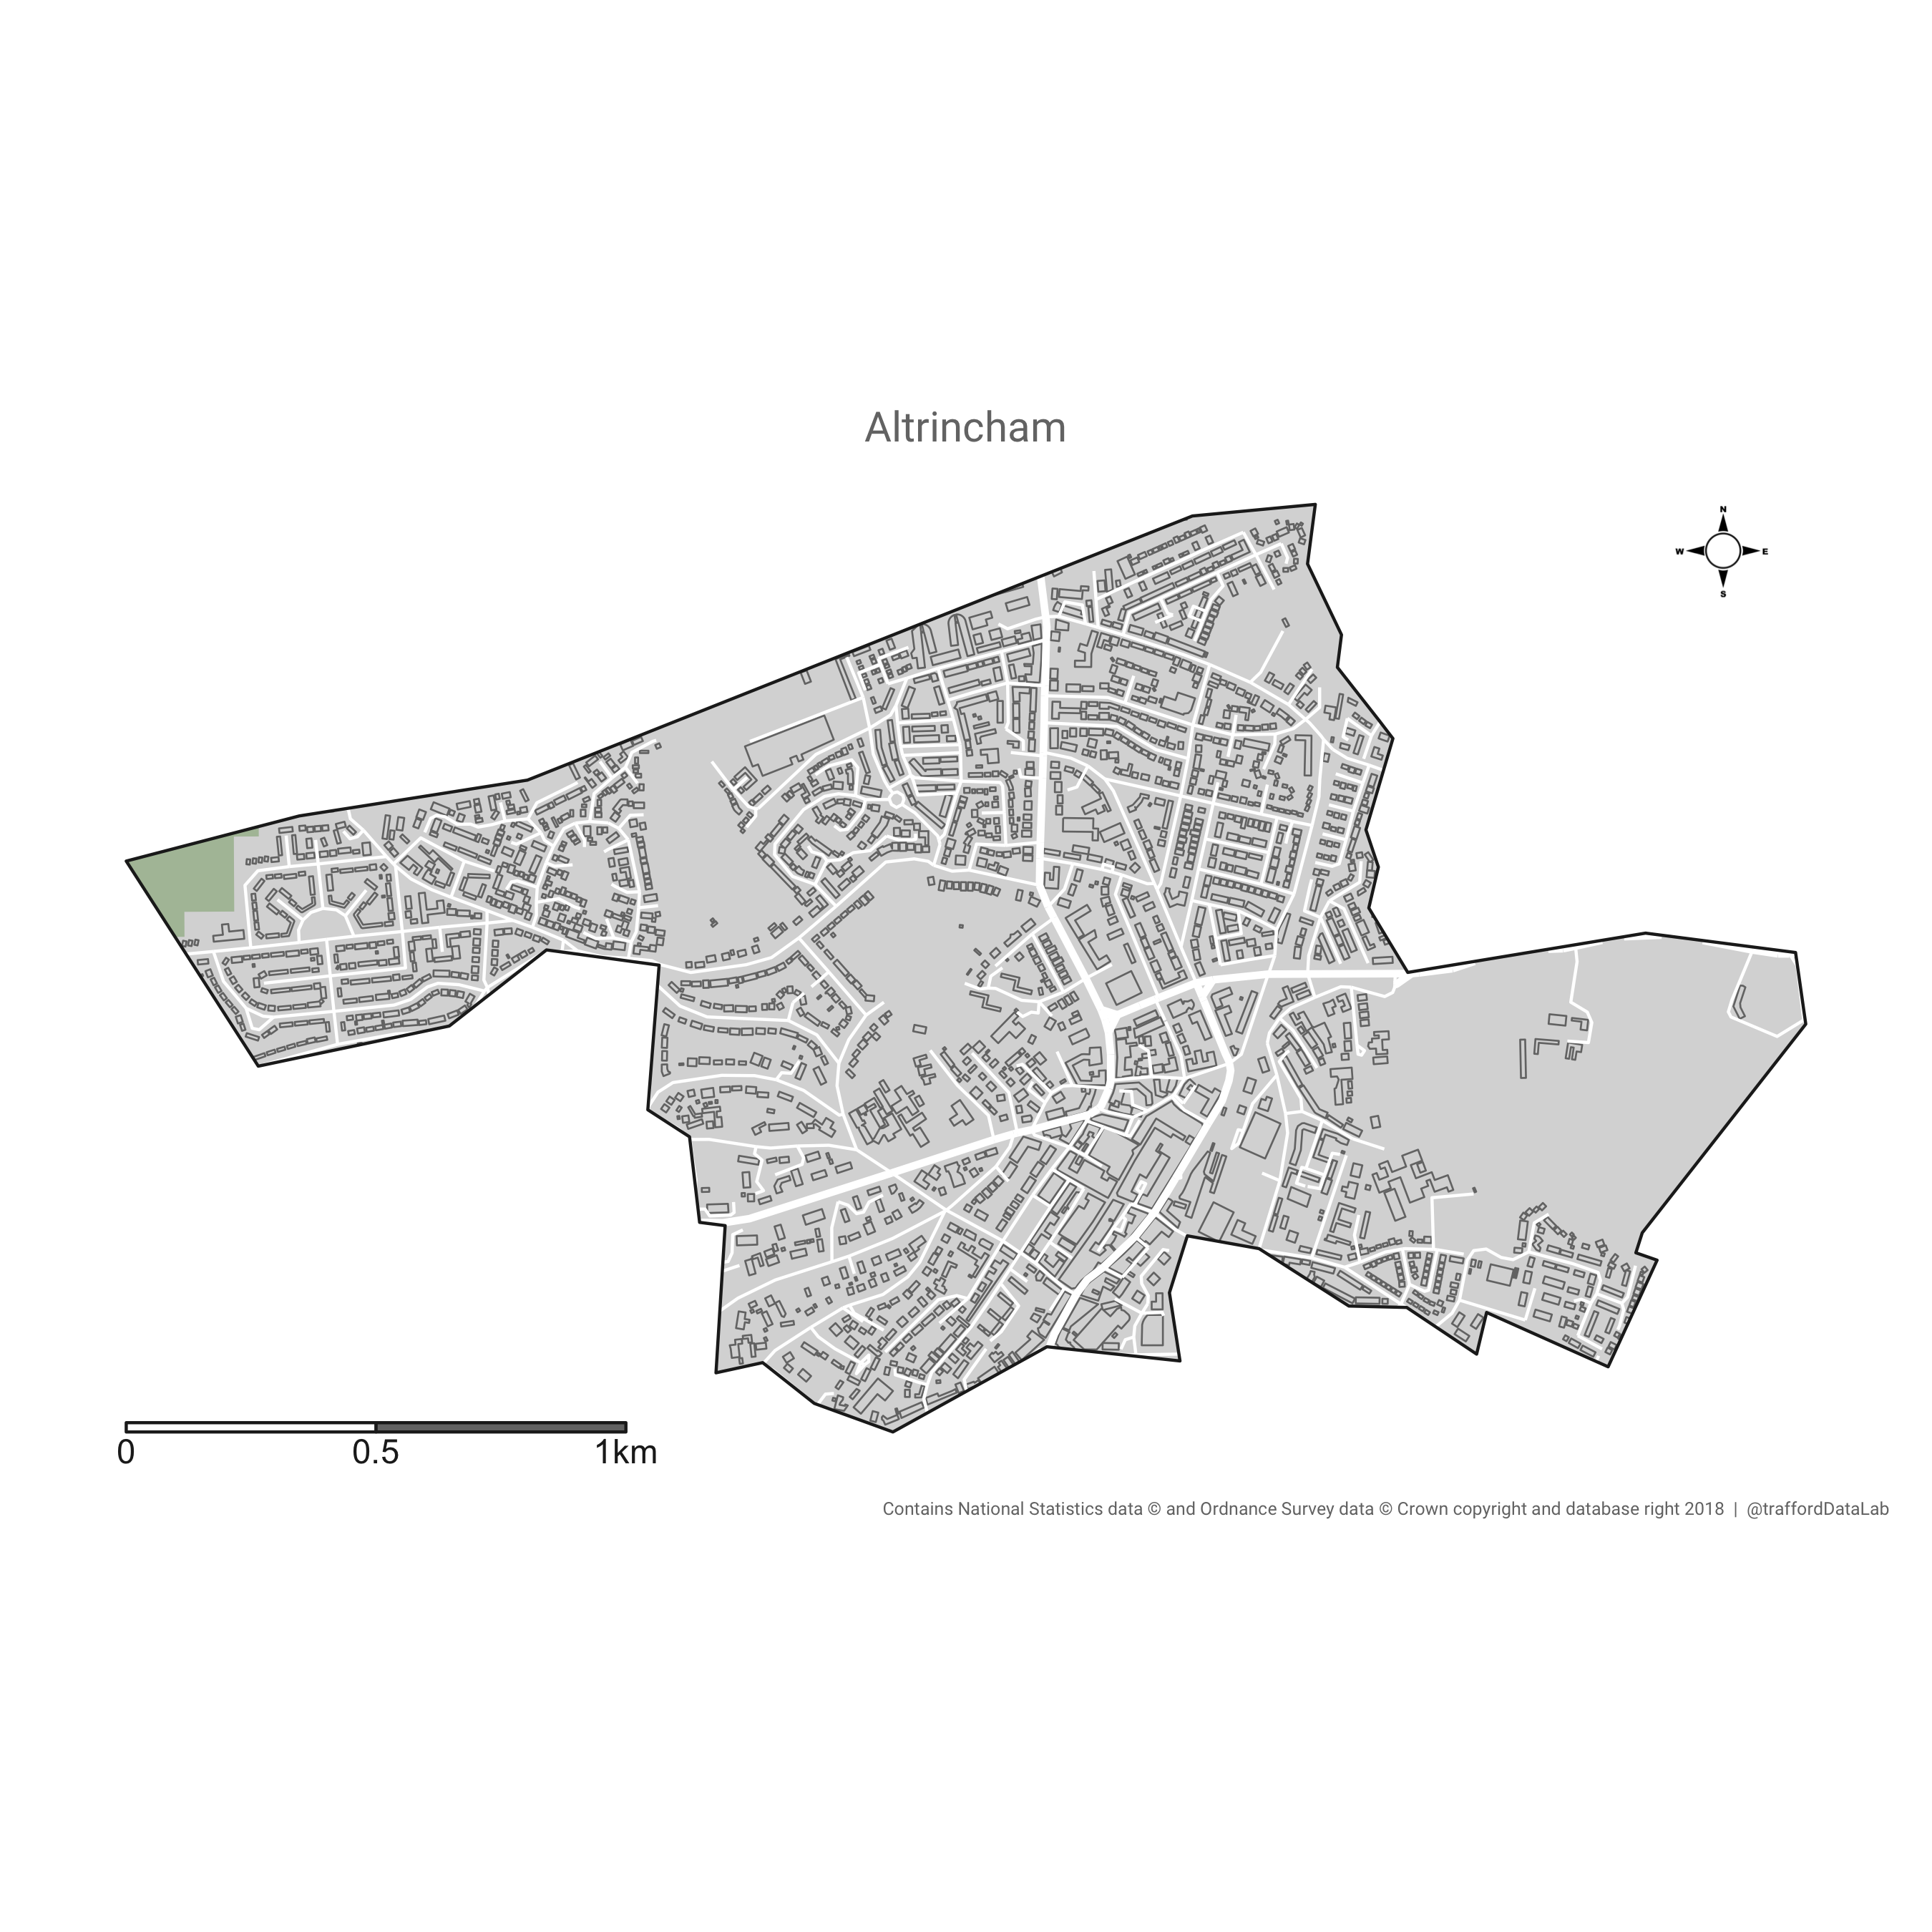 Altrincham
N
W E
S
0 0.5 1km
Contains National Statistics data © and Ordnance Survey data © Crown copyright and database right 2018 | @traffordDataLab